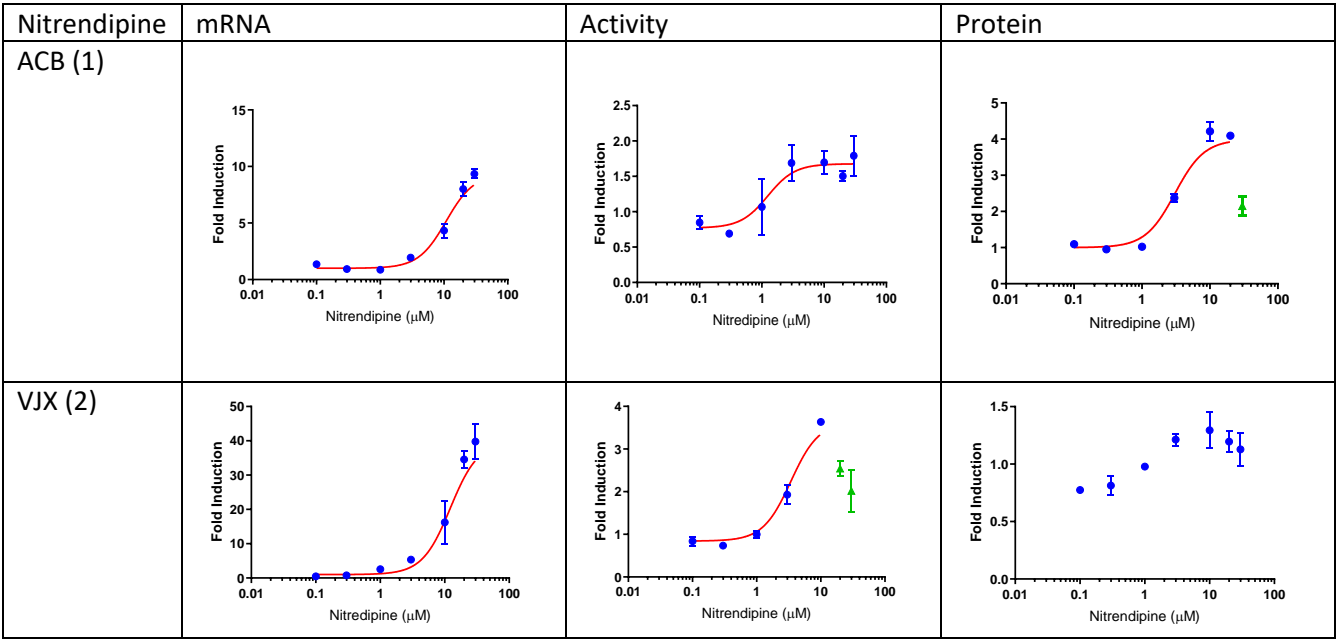 Nitrendipine mRNA Activity Protein
ACB (1)
Fold Induction
15
10
5
0
0.01 0.1 1 10 100
Nitrendipine (μM)
Fold Induction
2.5
2.0
1.5
1.0
0.5
0.0
0.01 0.1 1 10 100
Nitredipine (μM)
Fold Induction
5
4
3
2
1
0
0.01 0.1 1 10 100
Nitredipine (μM)
VJX (2)
Fold Induction
50
40
30
20
10
0
0.01 0.1 1 10 100
Nitredipine (μM)
Fold Induction
4
3
2
1
0
0.01 0.1 1 10 100
Nitrendipine (μM)
Fold Induction
1.5
1.0
0.5
0.0
0.01 0.1 1 10 100
Nitrendipine (μM)